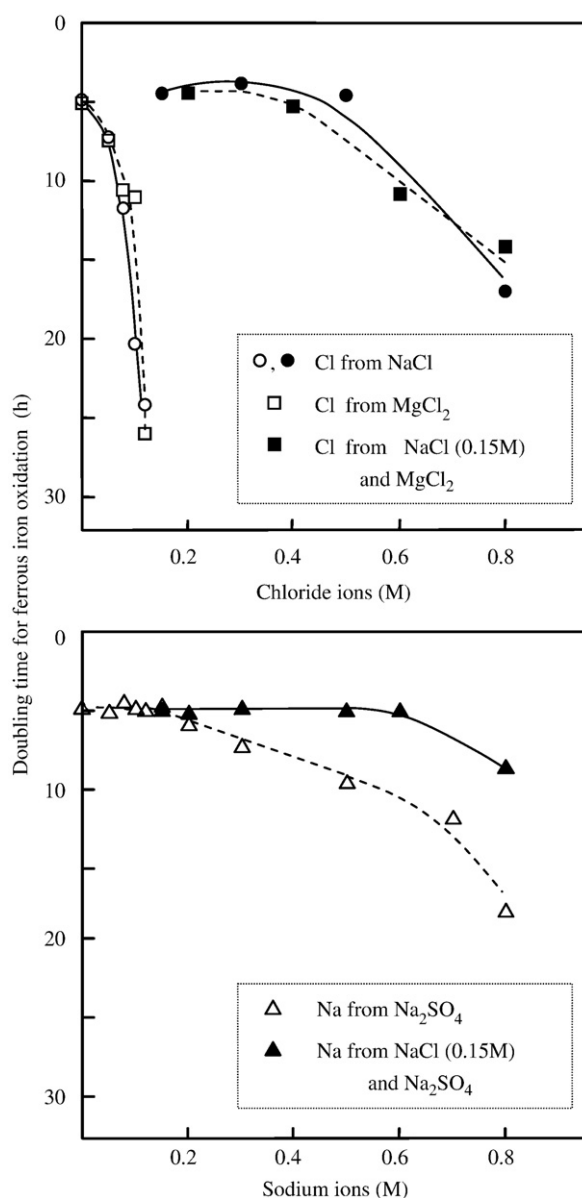 0
10
20
30
0.2 0.4 0.6 0.8
Chloride ions (M)
○, ● Cl from NaCl
□ Cl from MgCl₂
■ Cl from NaCl (0.15M)
and MgCl₂
Doubling time for ferrous iron oxidation (h)
0
10
20
30
0.2 0.4 0.6 0.8
Sodium ions (M)
△ Na from Na₂SO₄
▲ Na from NaCl (0.15M)
and Na₂SO₄